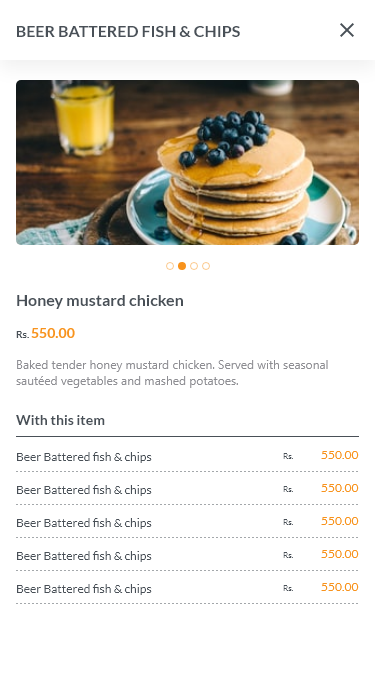 BEER BATTERED FISH & CHIPS
Honey mustard chicken
Rs. 550.00
Baked tender honey mustard chicken. Served with seasonal
sautéed vegetables and mashed potatoes.
With this item
Beer Battered fish & chips Rs. 550.00
Beer Battered fish & chips Rs. 550.00
Beer Battered fish & chips Rs. 550.00
Beer Battered fish & chips Rs. 550.00
Beer Battered fish & chips Rs. 550.00